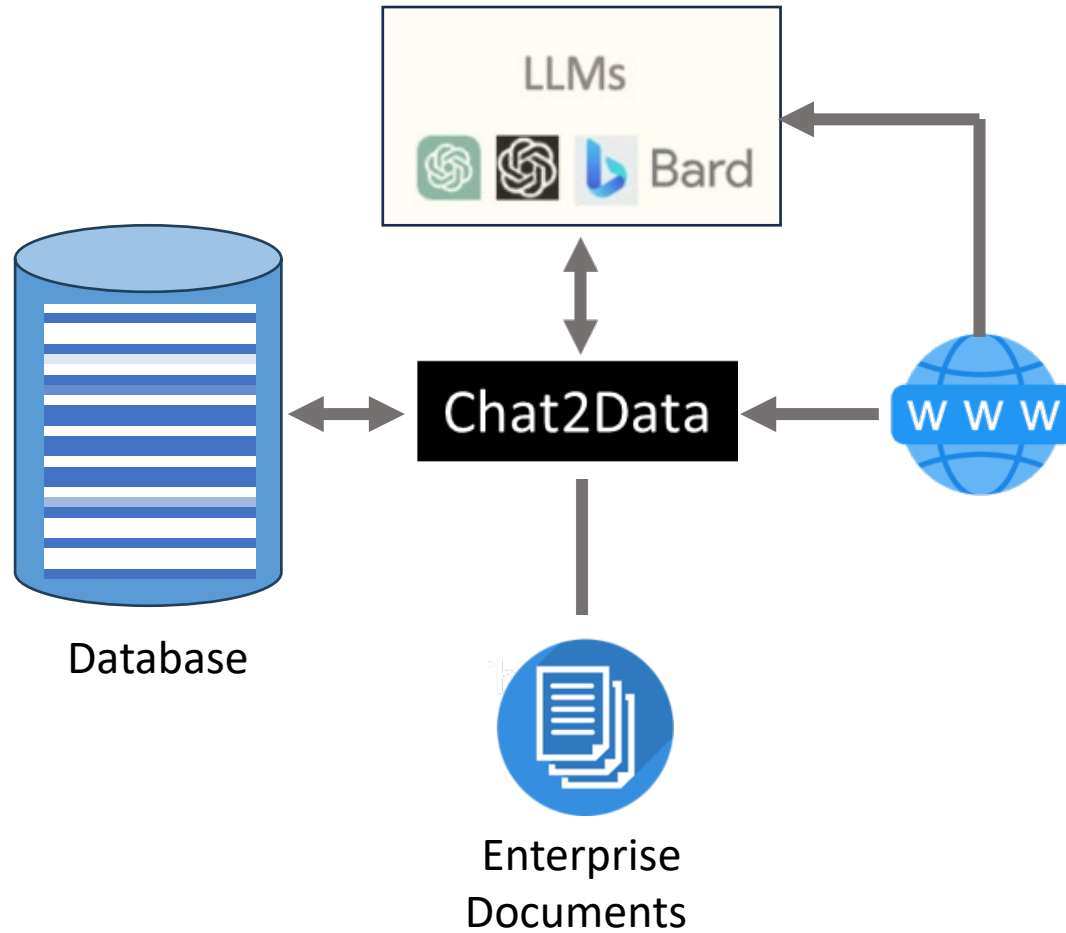 LLMs
Bard
Chat2Data
W W W
Database
Enterprise
Documents